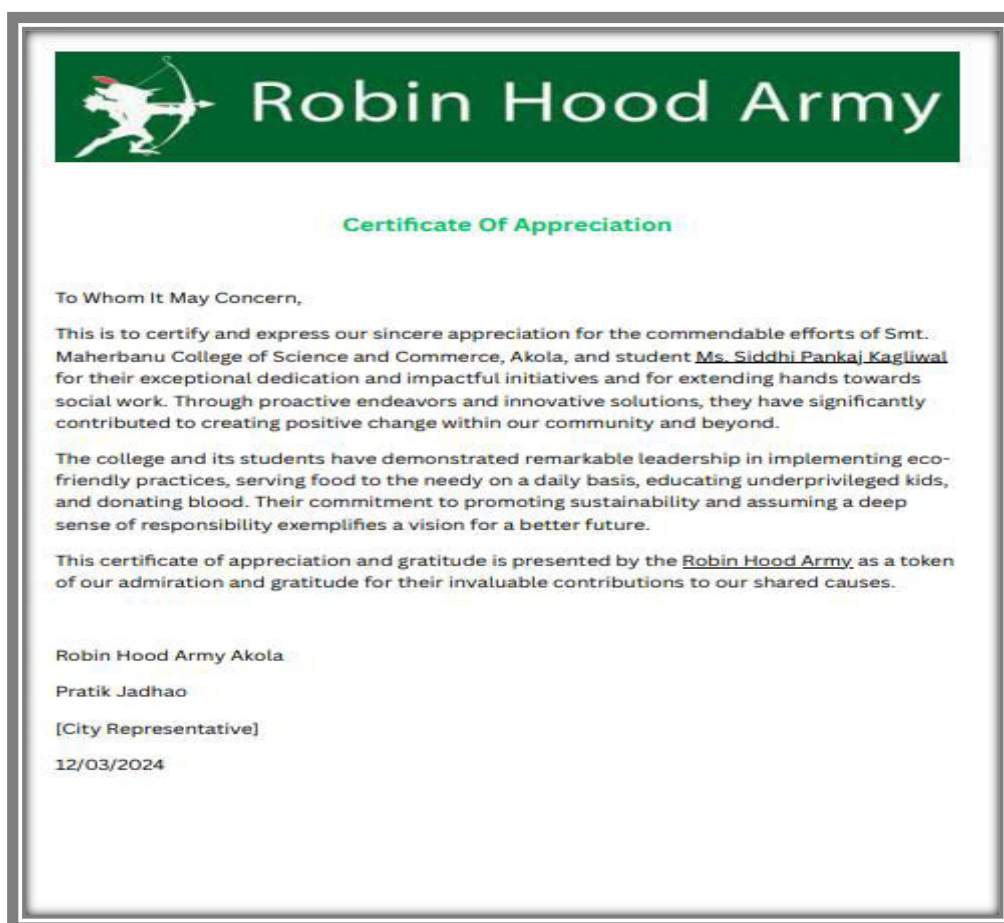 Robin Hood Army
Certificate Of Appreciation
To Whom It May Concern,
This is to certify and express our sincere appreciation for the commendable efforts of Smt.
Maherbanu College of Science and Commerce, Akola, and student Ms. Siddhi Pankaj Kagliwal
for their exceptional dedication and impactful initiatives and for extending hands towards
social work. Through proactive endeavors and innovative solutions, they have significantly
contributed to creating positive change within our community and beyond.
The college and its students have demonstrated remarkable leadership in implementing eco-
friendly practices, serving food to the needy on a daily basis, educating underprivileged kids,
and donating blood. Their commitment to promoting sustainability and assuming a deep
sense of responsibility exemplifies a vision for a better future.
This certificate of appreciation and gratitude is presented by the Robin Hood Army as a token
of our admiration and gratitude for their invaluable contributions to our shared causes.
Robin Hood Army Akola
Pratik Jadhao
[City Representative]
12/03/2024